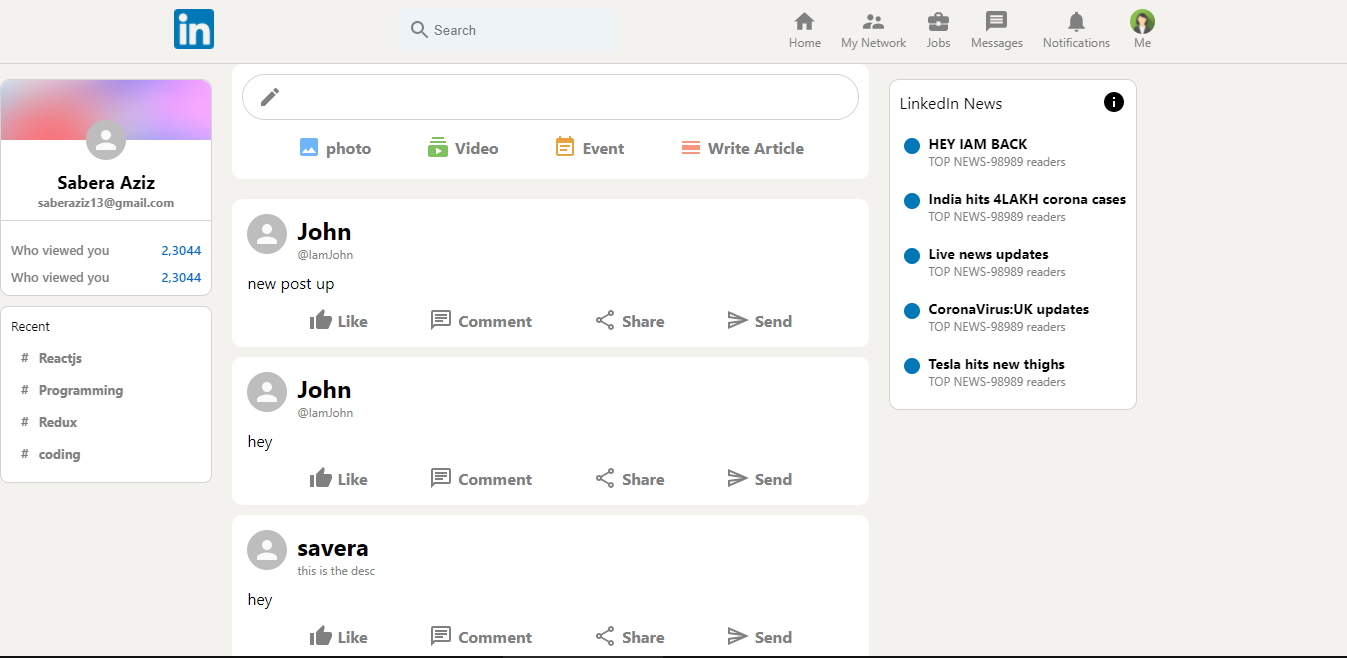 in
Search
Home
My Network
Jobs
Messages
Notifications
Me
Sabera Aziz
saberaziz13@gmail.com
Who viewed you 2,3044
Who viewed you 2,3044
Recent
# Reactjs
# Programming
# Redux
# coding
photo
Video
Event
Write Article
John
@IamJohn
new post up
Like
Comment
Share
Send
John
@IamJohn
hey
Like
Comment
Share
Send
savera
this is the desc
hey
Like
Comment
Share
Send
LinkedIn News
HEY IAM BACK
TOP NEWS-98989 readers
India hits 4LAKH corona cases
TOP NEWS-98989 readers
Live news updates
TOP NEWS-98989 readers
CoronaVirus:UK updates
TOP NEWS-98989 readers
Tesla hits new thighs
TOP NEWS-98989 readers